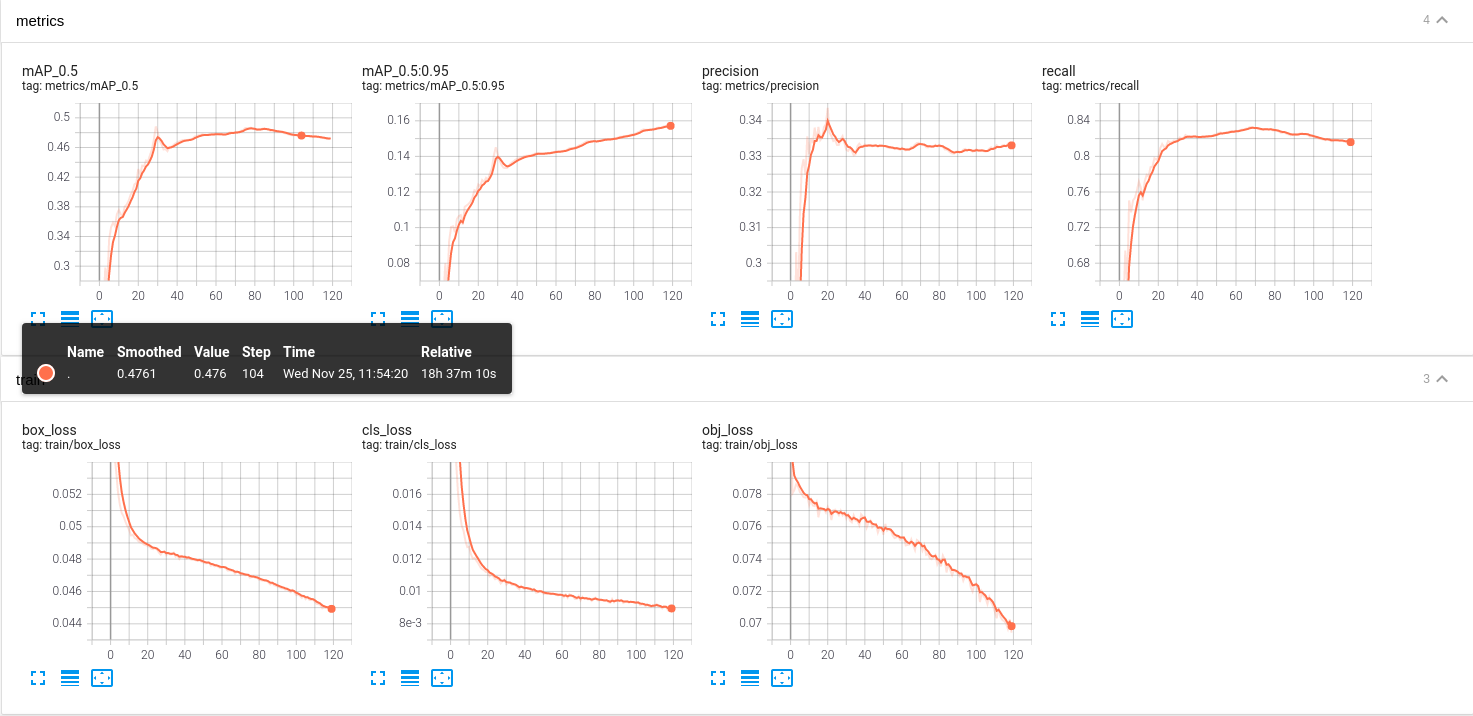 metrics
4
mAP_0.5
tag: metrics/mAP_0.5
0.5
0.46
0.42
0.38
0.34
0.3
0 20 40 60 80 100 120
mAP_0.5:0.95
tag: metrics/mAP_0.5:0.95
0.16
0.14
0.12
0.1
0.08
0 20 40 60 80 100 120
precision
tag: metrics/precision
0.34
0.33
0.32
0.31
0.3
0 20 40 60 80 100 120
recall
tag: metrics/recall
0.84
0.8
0.76
0.72
0.68
0 20 40 60 80 100 120
Name Smoothed Value Step Time Relative
. 0.4761 0.476 104 Wed Nov 25, 11:54:20 18h 37m 10s
train
3
box_loss
tag: train/box_loss
0.052
0.05
0.048
0.046
0.044
0 20 40 60 80 100 120
cls_loss
tag: train/cls_loss
0.016
0.014
0.012
0.01
8e-3
0 20 40 60 80 100 120
obj_loss
tag: train/obj_loss
0.078
0.076
0.074
0.072
0.07
0 20 40 60 80 100 120